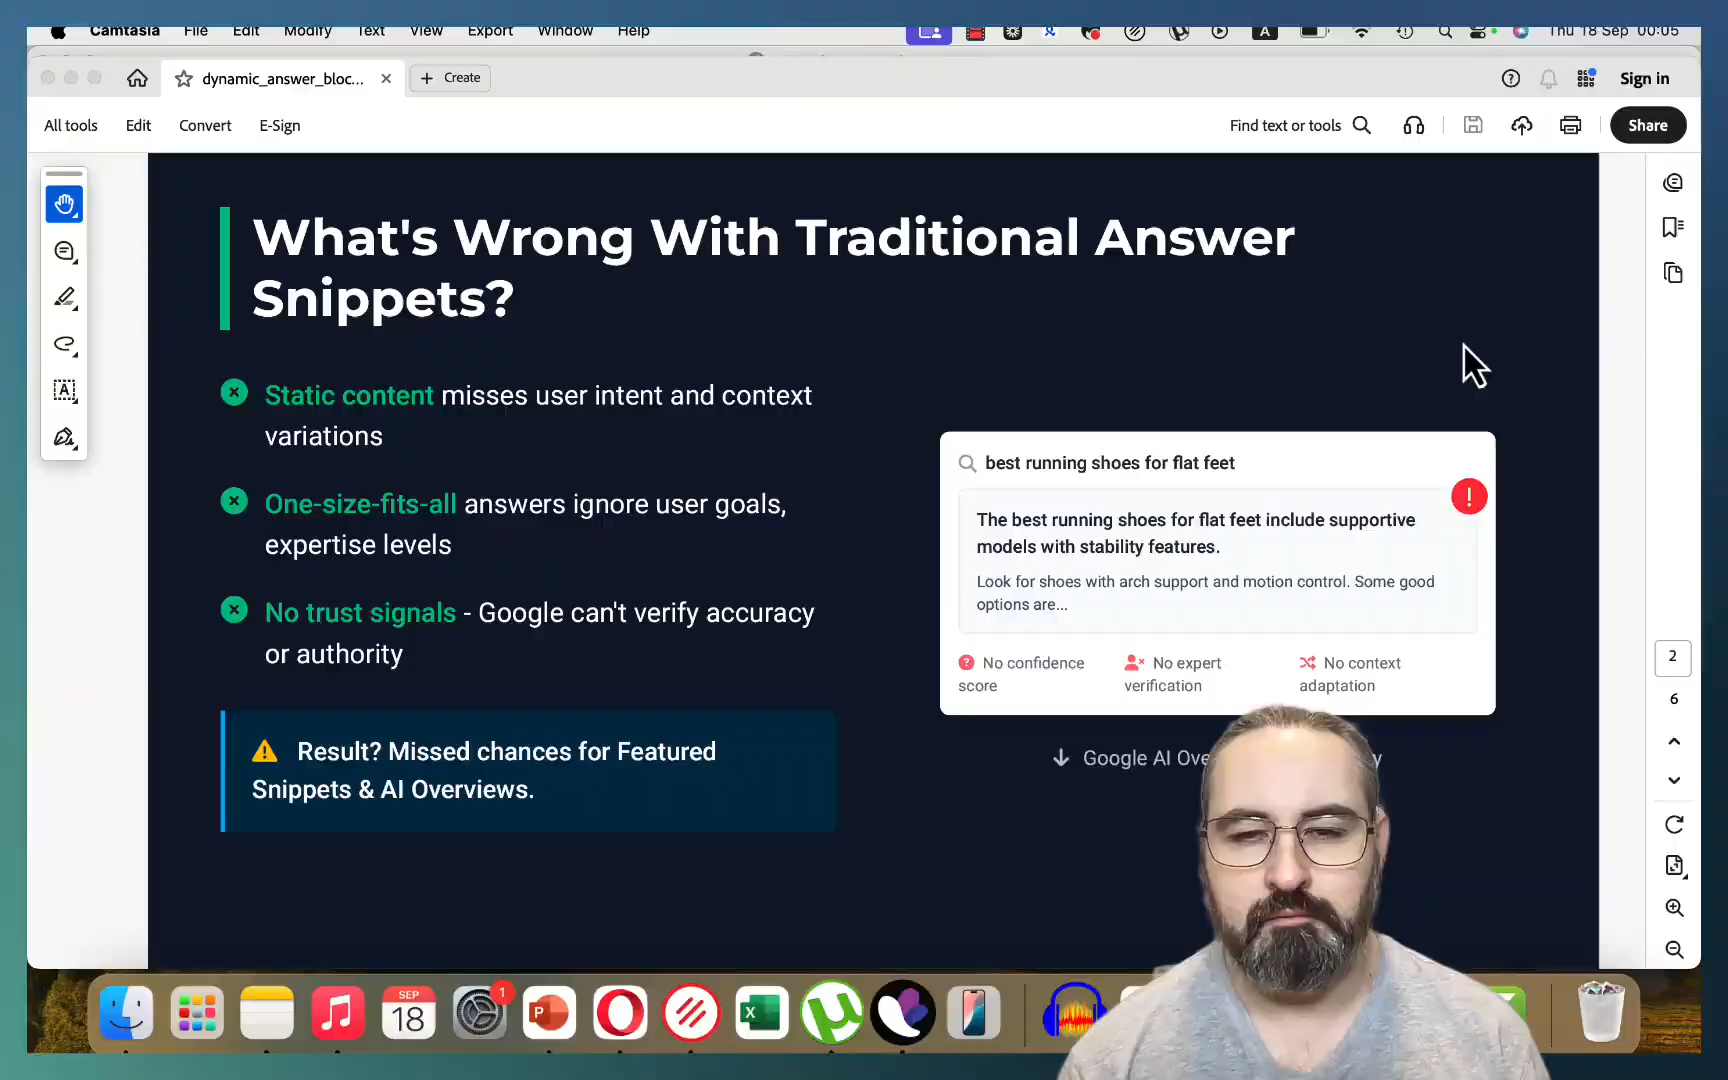 Camtasia File Edit Modify Text View Export Window Help
A
Thu 18 Sep 00:05
dynamic_answer_bloc...
Create
Sign in
All tools Edit Convert E-Sign
Find text or tools
Share
What's Wrong With Traditional Answer
Snippets?
Static content misses user intent and context
variations
One-size-fits-all answers ignore user goals,
expertise levels
No trust signals - Google can't verify accuracy
or authority
Result? Missed chances for Featured
Snippets & AI Overviews.
best running shoes for flat feet
The best running shoes for flat feet include supportive
models with stability features.
Look for shoes with arch support and motion control. Some good
options are...
No confidence
score
No expert
verification
No context
adaptation
Google AI
2
6
SEP
18
1
P
X